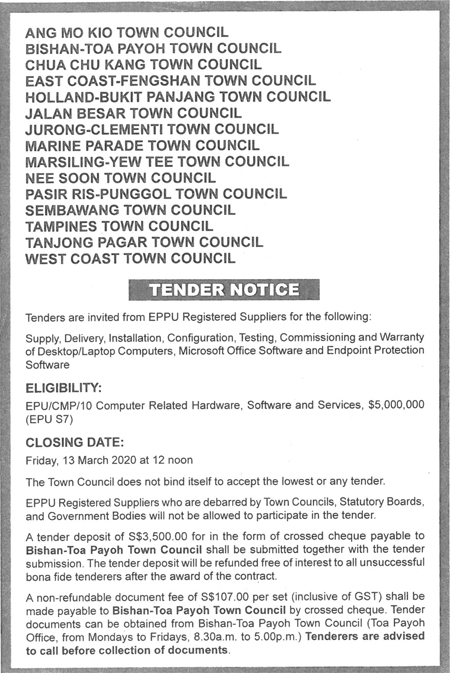 ANG MO KIO TOWN COUNCIL
BISHAN-TOA PAYOH TOWN COUNCIL
CHUA CHU KANG TOWN COUNCIL
EAST COAST-FENGSHAN TOWN COUNCIL
HOLLAND-BUKIT PANJANG TOWN COUNCIL
JALAN BESAR TOWN COUNCIL
JURONG-CLEMENTI TOWN COUNCIL
MARINE PARADE TOWN COUNCIL
MARSILING-YEW TEE TOWN COUNCIL
NEE SOON TOWN COUNCIL
PASIR RIS-PUNGGOL TOWN COUNCIL
SEMBAWANG TOWN COUNCIL
TAMPINES TOWN COUNCIL
TANJONG PAGAR TOWN COUNCIL
WEST COAST TOWN COUNCIL
TENDER NOTICE
Tenders are invited from EPPU Registered Suppliers for the following:
Supply, Delivery, Installation, Configuration, Testing, Commissioning and Warranty
of Desktop/Laptop Computers, Microsoft Office Software and Endpoint Protection
Software
ELIGIBILITY:
EPU/CMP/10 Computer Related Hardware, Software and Services, $5,000,000
(EPU S7)
CLOSING DATE:
Friday, 13 March 2020 at 12 noon
The Town Council does not bind itself to accept the lowest or any tender.
EPPU Registered Suppliers who are debarred by Town Councils, Statutory Boards,
and Government Bodies will not be allowed to participate in the tender.
A tender deposit of S$3,500.00 for in the form of crossed cheque payable to
Bishan-Toa Payoh Town Council shall be submitted together with the tender
submission. The tender deposit will be refunded free of interest to all unsuccessful
bona fide tenderers after the award of the contract.
A non-refundable document fee of S$107.00 per set (inclusive of GST) shall be
made payable to Bishan-Toa Payoh Town Council by crossed cheque. Tender
documents can be obtained from Bishan-Toa Payoh Town Council (Toa Payoh
Office, from Mondays to Fridays, 8.30a.m. to 5.00p.m.) Tenderers are advised
to call before collection of documents.